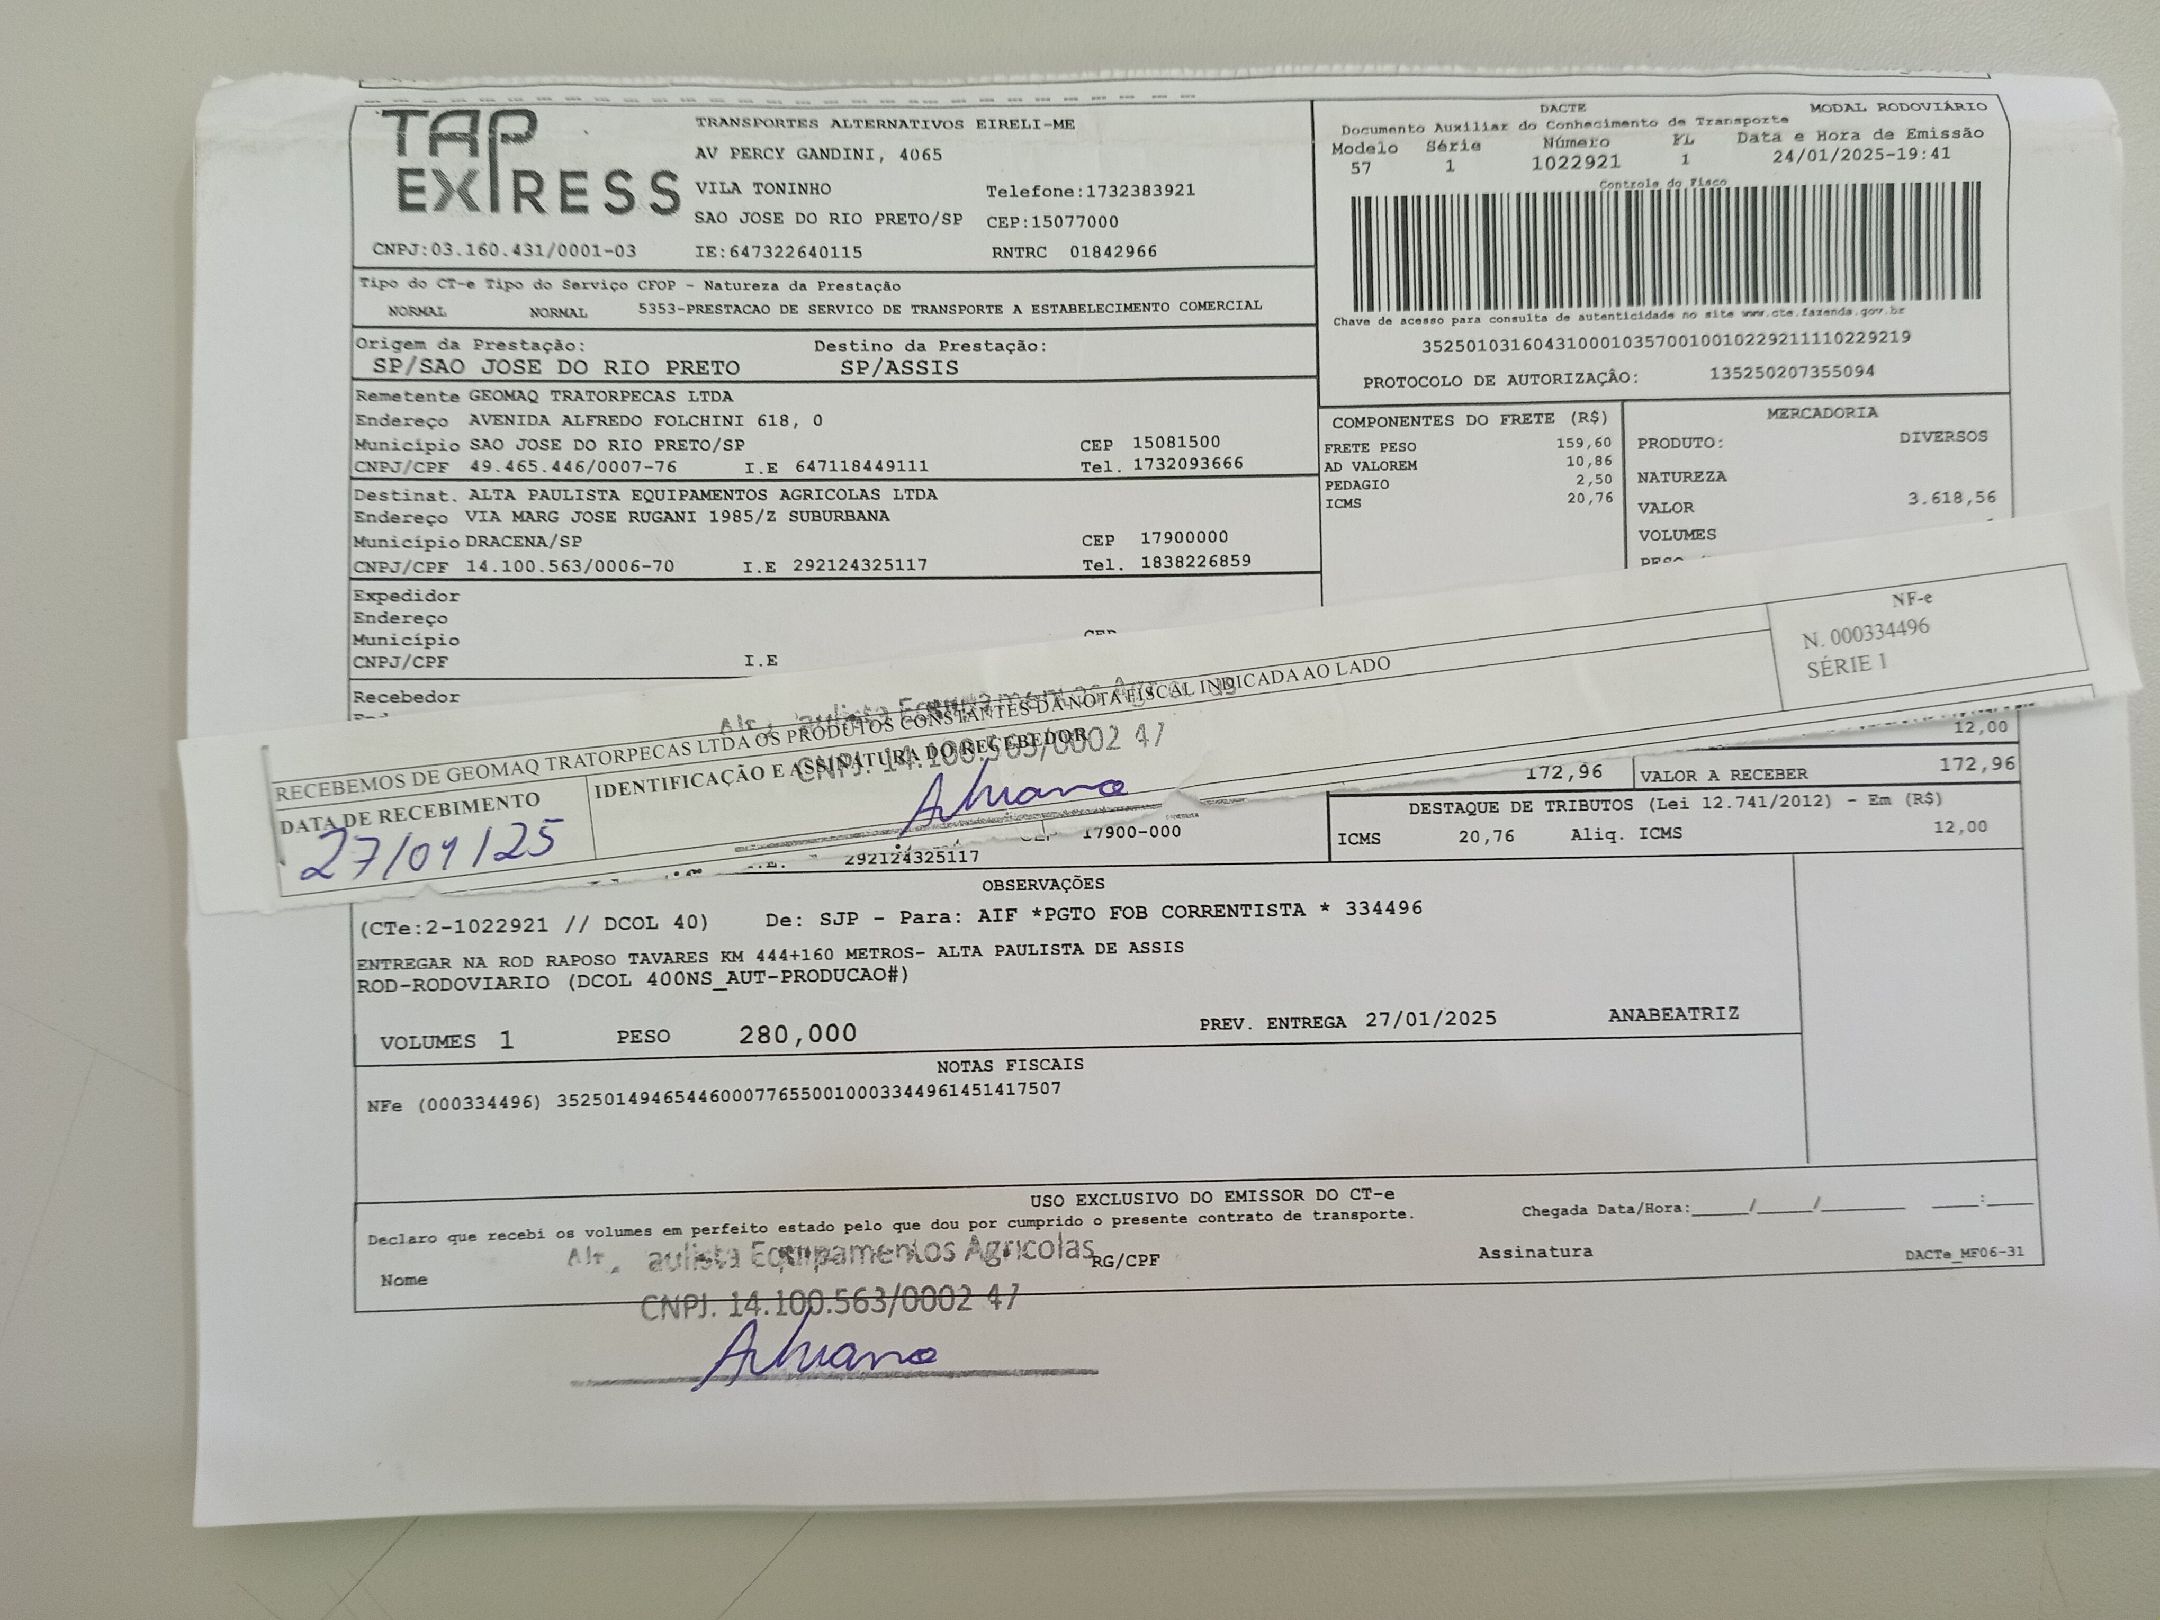 TAP EXPRESS
TRANSPORTES ALTERNATIVOS EIRELI-ME
AV PERCY GANDINI, 4065
VILA TONINHO Telefone:1732383921
SAO JOSE DO RIO PRETO/SP CEP:15077000
CNPJ:03.160.431/0001-03 IE:647322640115 RNTRC 01842966
DACTE MODAL RODOVIÁRIO
Documento Auxiliar do Conhecimento de Transporte
Modelo Série Número FL Data e Hora de Emissão
57 1 1022921 1 24/01/2025-19:41
Controle do Fisco
Chave de acesso para consulta de autenticidade no site www.cte.fazenda.gov.br
35250103160431000103570010010229211110229219
PROTOCOLO DE AUTORIZAÇÃO: 135250207355094
Tipo do CT-e Tipo do Serviço CFOP - Natureza da Prestação
NORMAL NORMAL 5353-PRESTACAO DE SERVICO DE TRANSPORTE A ESTABELECIMENTO COMERCIAL
Origem da Prestação: Destino da Prestação:
SP/SAO JOSE DO RIO PRETO SP/ASSIS
Remetente GEOMAQ TRATORPECAS LTDA
Endereço AVENIDA ALFREDO FOLCHINI 618, 0
Município SAO JOSE DO RIO PRETO/SP CEP 15081500
CNPJ/CPF 49.465.446/0007-76 I.E 647118449111 Tel. 1732093666
Destinat. ALTA PAULISTA EQUIPAMENTOS AGRICOLAS LTDA
Endereço VIA MARG JOSE RUGANI 1985/Z SUBURBANA
Município DRACENA/SP CEP 17900000
CNPJ/CPF 14.100.563/0006-70 I.E 292124325117 Tel. 1838226859
Expedidor
Endereço
Município
CNPJ/CPF I.E
Recebedor
COMPONENTES DO FRETE (R$)
FRETE PESO 159,60
AD VALOREM 10,86
PEDAGIO 2,50
ICMS 20,76
MERCADORIA
PRODUTO: DIVERSOS
NATUREZA
VALOR 3.618,56
VOLUMES
NF-e
N. 000334496
SÉRIE 1
RECEBEMOS DE GEOMAQ TRATORPECAS LTDA OS PRODUTOS CONSTANTES DA NOTA FISCAL INDICADA AO LADO
DATA DE RECEBIMENTO IDENTIFICAÇÃO E ASSINATURA DO RECEBEDOR
27/01/25
CNPJ. 14.100.563/0002 47
12,00
172,96 VALOR A RECEBER 172,96
DESTAQUE DE TRIBUTOS (Lei 12.741/2012) - Em (R$)
ICMS 20,76 Aliq. ICMS 12,00
17900-000
292124325117
OBSERVAÇÕES
(CTe:2-1022921 // DCOL 40) De: SJP - Para: AIF *PGTO FOB CORRENTISTA * 334496
ENTREGAR NA ROD RAPOSO TAVARES KM 444+160 METROS- ALTA PAULISTA DE ASSIS
ROD-RODOVIARIO (DCOL 400NS_AUT-PRODUCAO#)
VOLUMES 1 PESO 280,000 PREV. ENTREGA 27/01/2025 ANABEATRIZ
NOTAS FISCAIS
NFe (000334496) 35250149465446000776550010003344961451417507
USO EXCLUSIVO DO EMISSOR DO CT-e
Declaro que recebi os volumes em perfeito estado pelo que dou por cumprido o presente contrato de transporte.
Chegada Data/Hora:_____/_____/________ ____:____
Nome RG/CPF Assinatura DACTe_MF06-31
aulista Equipamentos Agricolas
CNPJ. 14.100.563/0002 47